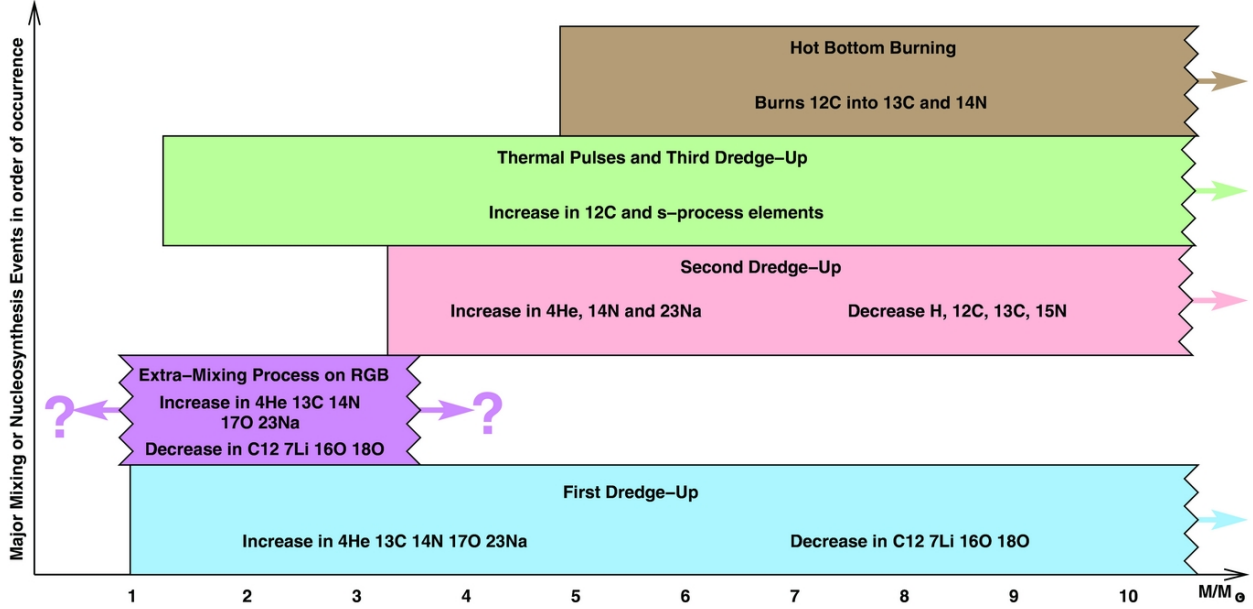 Major Mixing or Nucleosynthesis Events in order of occurrence
Hot Bottom Burning
Burns 12C into 13C and 14N
Thermal Pulses and Third Dredge–Up
Increase in 12C and s–process elements
Second Dredge–Up
Increase in 4He, 14N and 23Na Decrease H, 12C, 13C, 15N
Extra–Mixing Process on RGB
Increase in 4He 13C 14N
17O 23Na
Decrease in C12 7Li 16O 18O
? ?
First Dredge–Up
Increase in 4He 13C 14N 17O 23Na Decrease in C12 7Li 16O 18O
1 2 3 4 5 6 7 8 9 10 M/M⊙